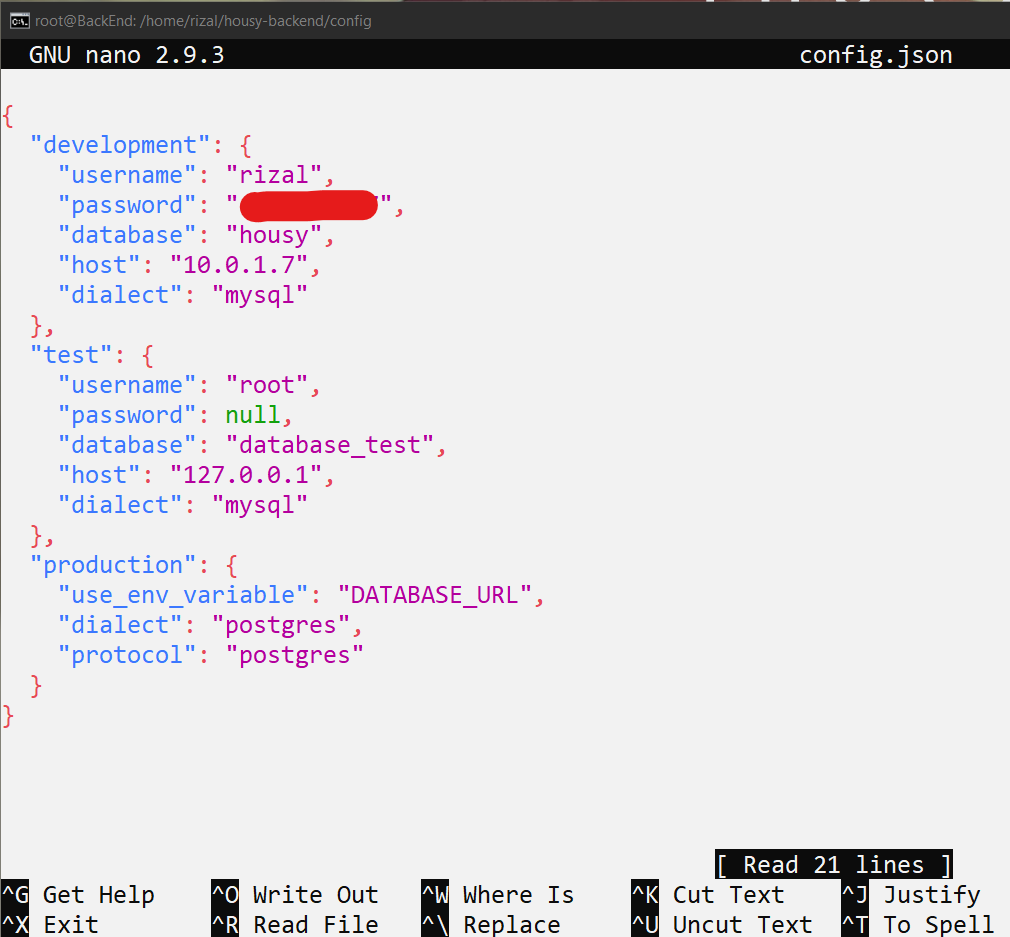 root@BackEnd: /home/rizal/housy-backend/config
GNU nano 2.9.3 config.json
{
  "development": {
    "username": "rizal",
    "password": "",
    "database": "housy",
    "host": "10.0.1.7",
    "dialect": "mysql"
  },
  "test": {
    "username": "root",
    "password": null,
    "database": "database_test",
    "host": "127.0.0.1",
    "dialect": "mysql"
  },
  "production": {
    "use_env_variable": "DATABASE_URL",
    "dialect": "postgres",
    "protocol": "postgres"
  }
}
[ Read 21 lines ]
^G Get Help ^O Write Out ^W Where Is ^K Cut Text ^J Justify
^X Exit ^R Read File ^\ Replace ^U Uncut Text ^T To Spell